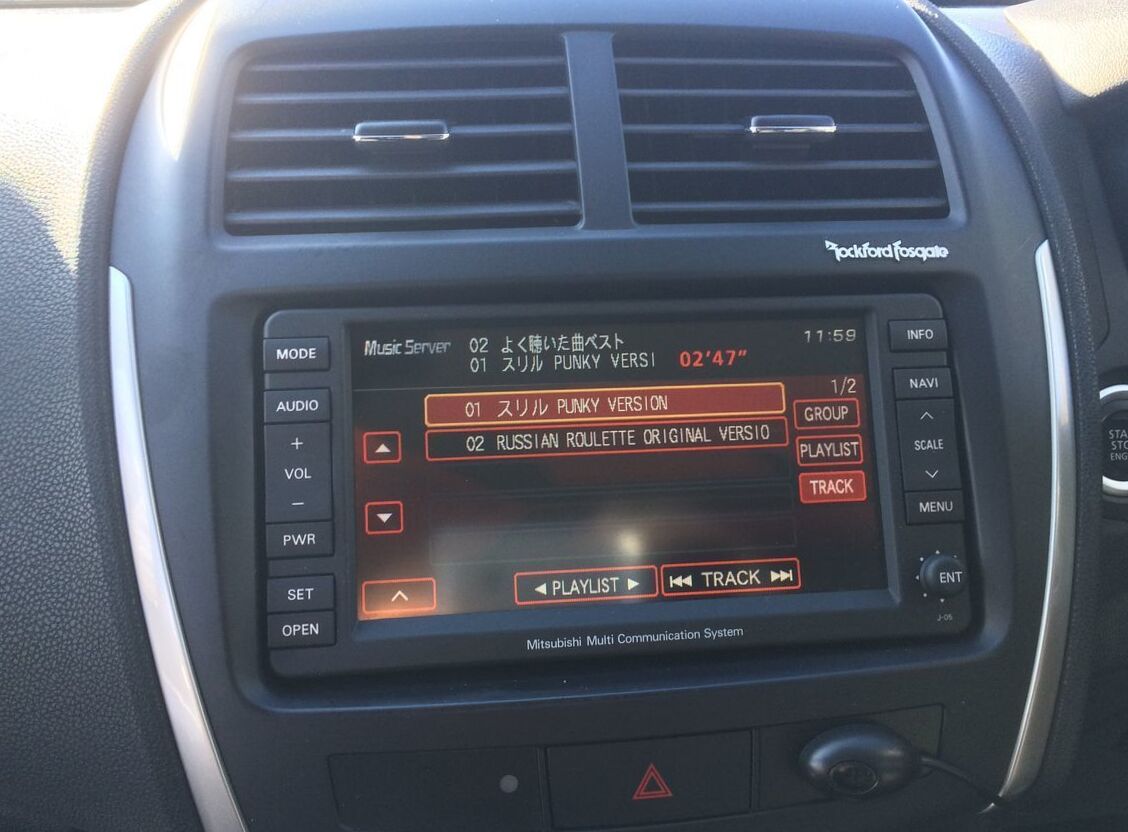 Rockford Fosgate
MODE
AUDIO
+
VOL
−
PWR
SET
OPEN
Music Server
02 よく聴いた曲ベスト
01 スリル PUNKY VERSI 02'47"
11:59
1/2
01 スリル PUNKY VERSION
02 RUSSIAN ROULETTE ORIGINAL VERSIO
GROUP
PLAYLIST
TRACK
◀ PLAYLIST ▶
⏮ TRACK ⏭
INFO
NAVI
SCALE
MENU
ENT
J-05
Mitsubishi Multi Communication System